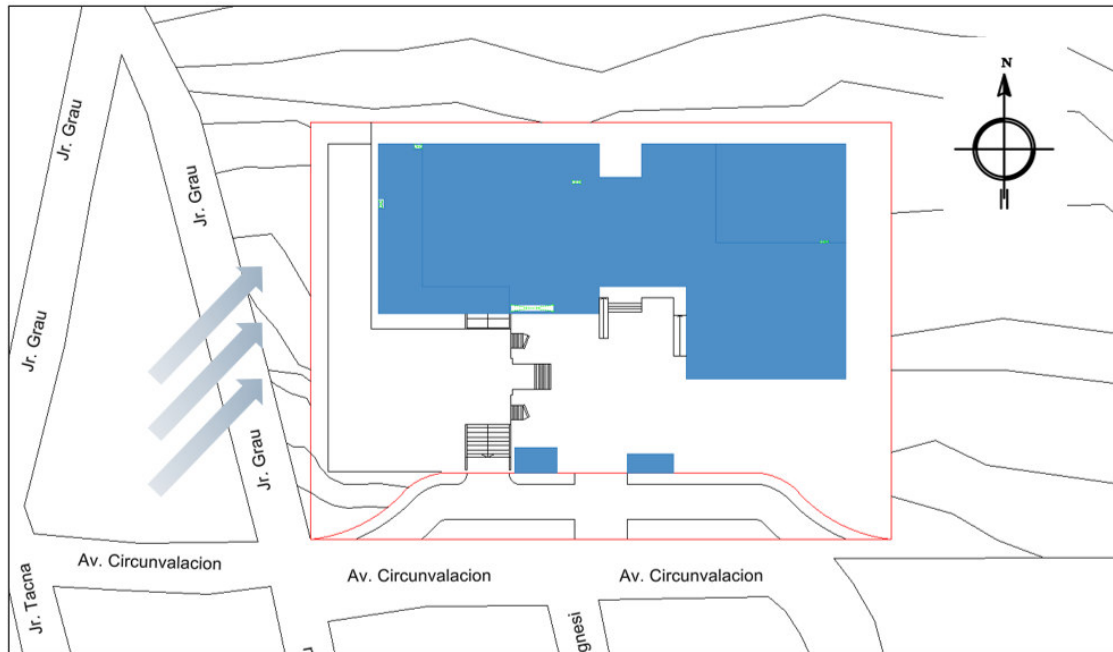 N
Jr. Grau
Jr. Grau
Jr. Grau
Jr. Grau
Av. Circunvalacion
Av. Circunvalacion
Av. Circunvalacion
Jr. Tacna
gnesi